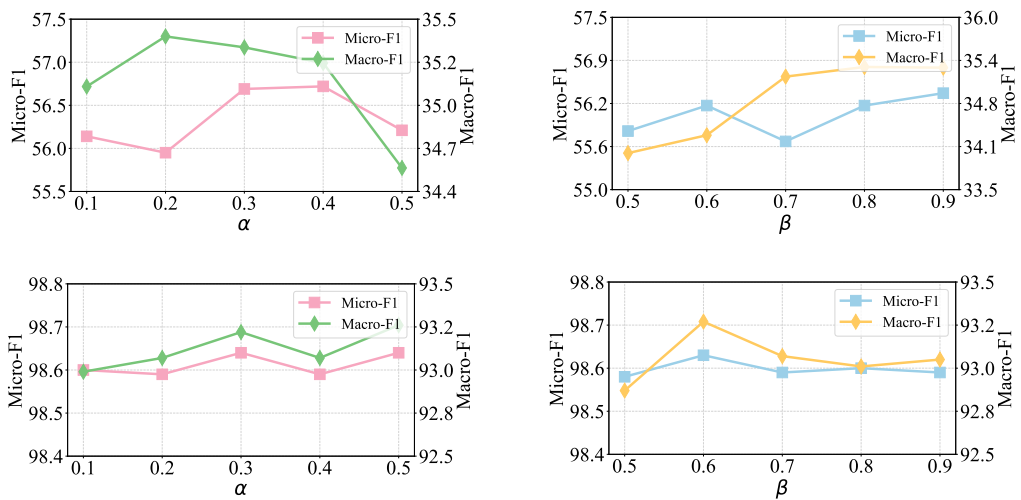 57.5
57.0
56.5
56.0
55.5
Micro-F1
35.5
35.2
35.0
34.7
34.4
Macro-F1
Micro-F1
Macro-F1
0.1 0.2 0.3 0.4 0.5
α
57.5
56.9
56.2
55.6
55.0
Micro-F1
36.0
35.4
34.8
34.1
33.5
Macro-F1
Micro-F1
Macro-F1
0.5 0.6 0.7 0.8 0.9
β
98.8
98.7
98.6
98.5
98.4
Micro-F1
93.5
93.2
93.0
92.8
92.5
Macro-F1
Micro-F1
Macro-F1
0.1 0.2 0.3 0.4 0.5
α
98.8
98.7
98.6
98.5
98.4
Micro-F1
93.5
93.2
93.0
92.8
92.5
Macro-F1
Micro-F1
Macro-F1
0.5 0.6 0.7 0.8 0.9
β